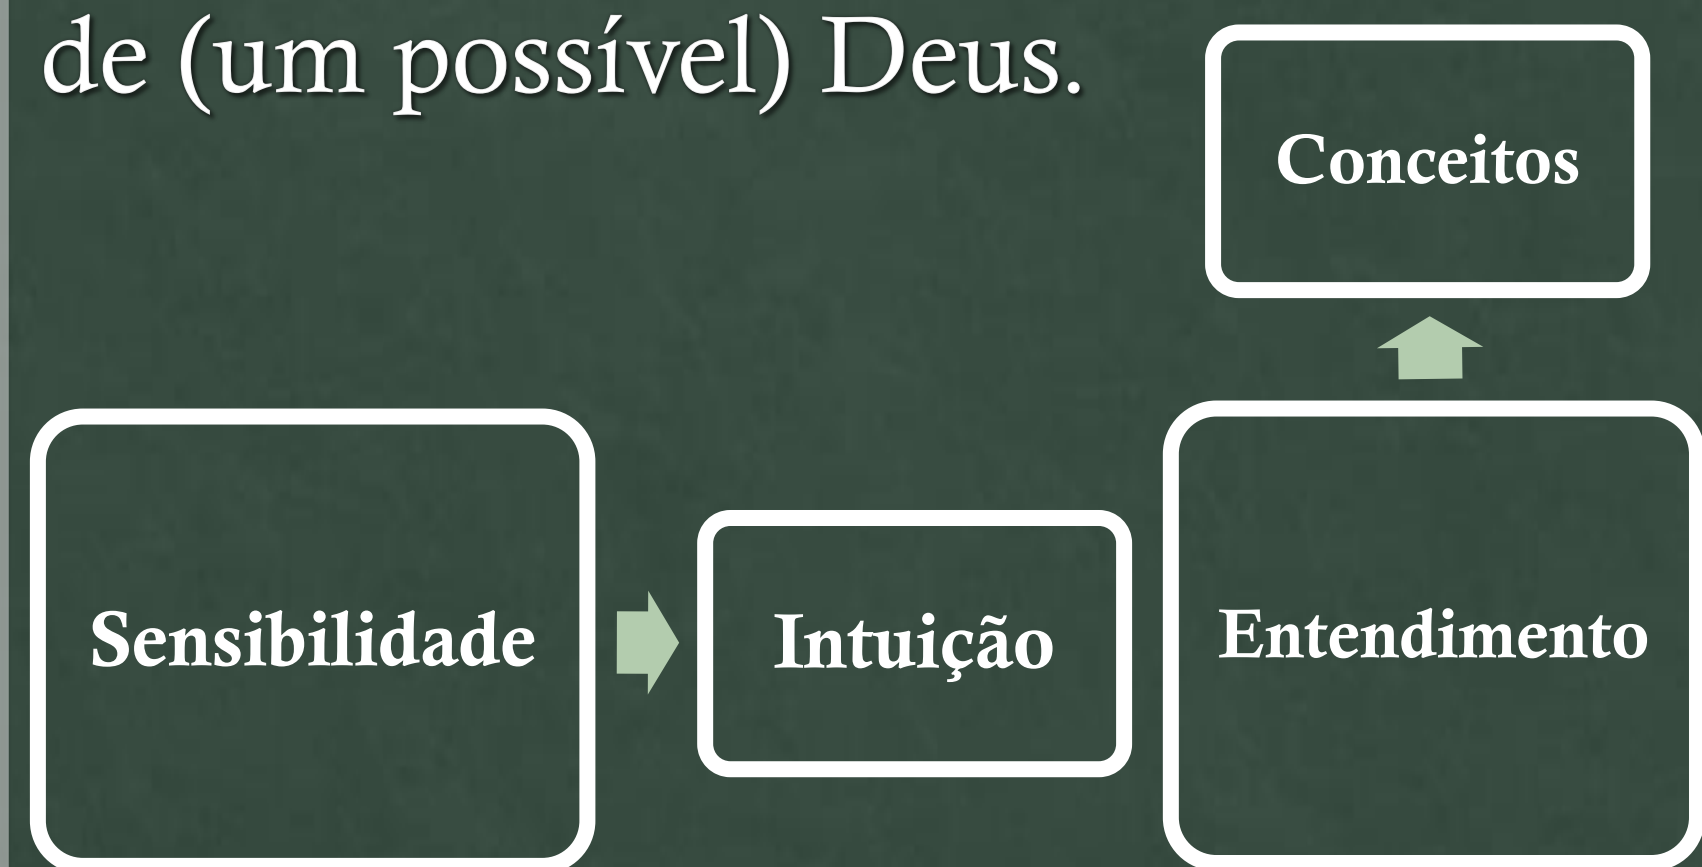 de (um possível) Deus.
Conceitos
Sensibilidade
Intuição
Entendimento